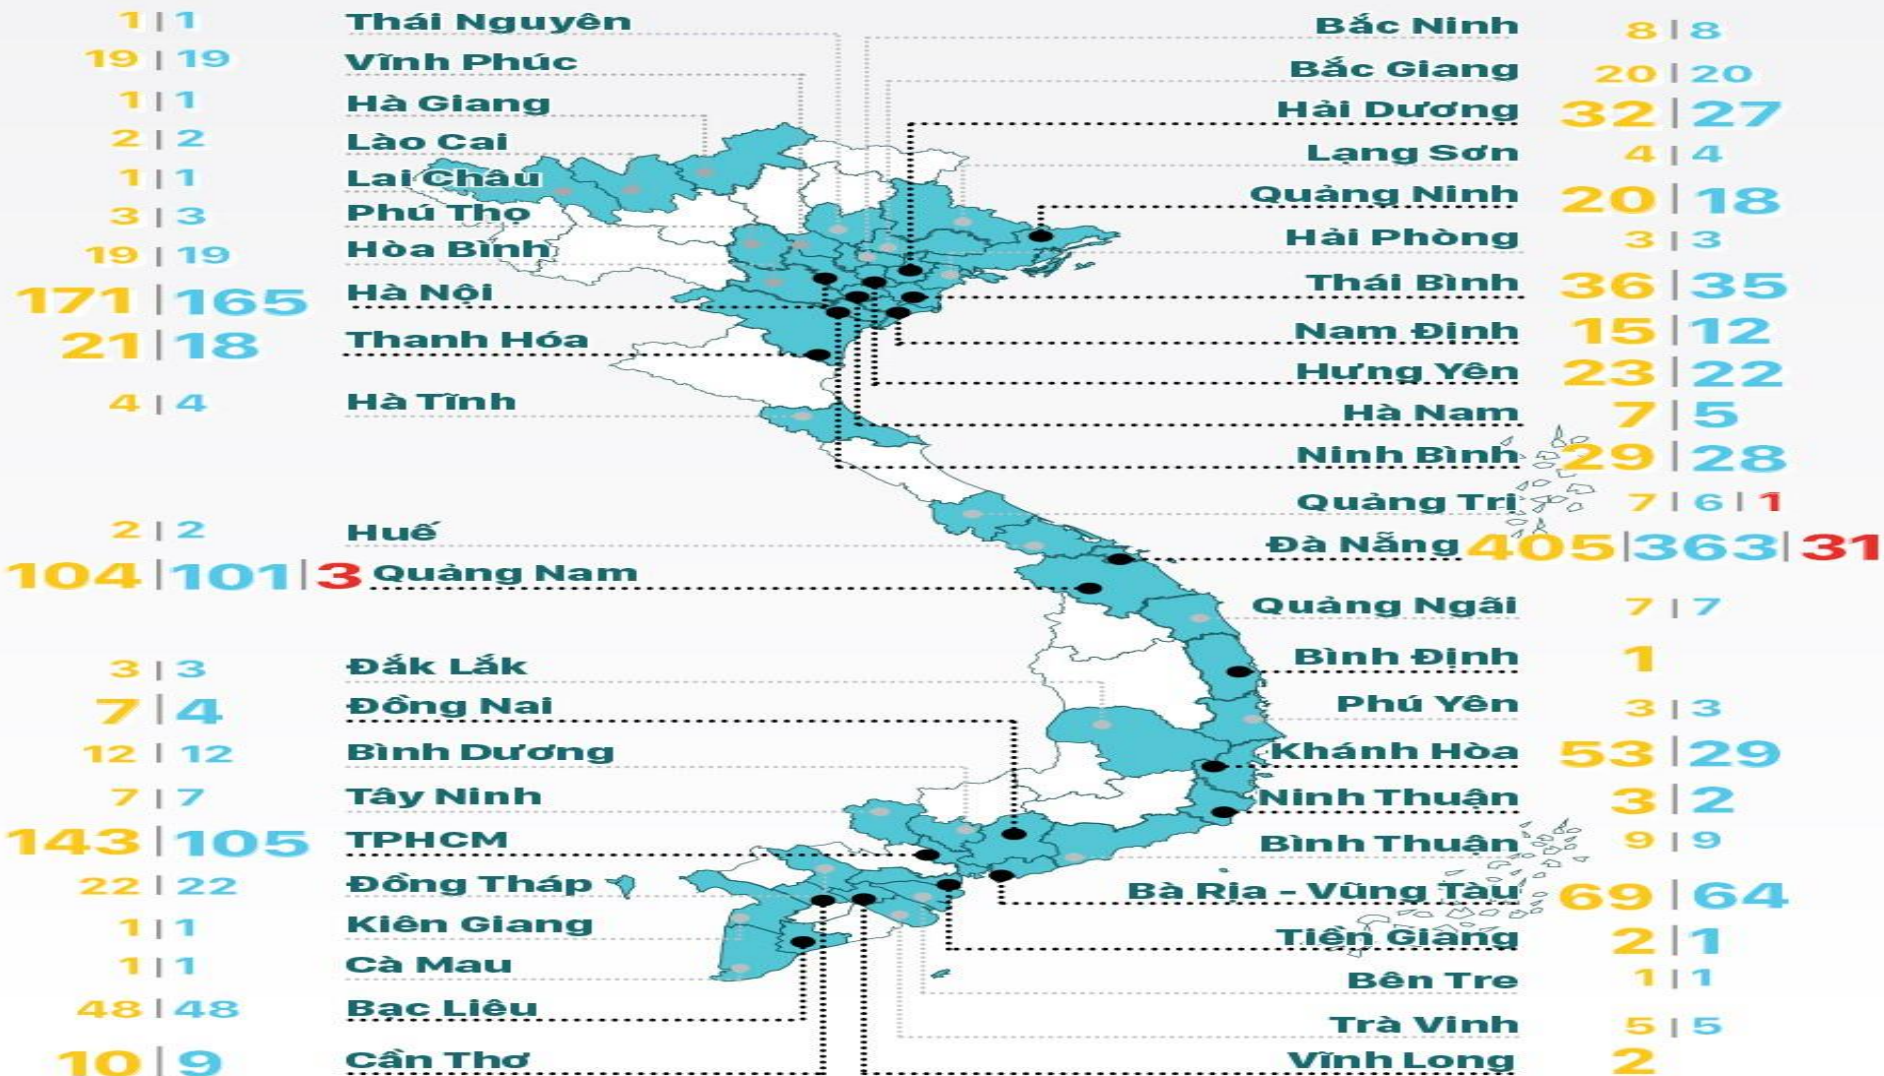 1 | 1 Thái Nguyên
19 | 19 Vĩnh Phúc
1 | 1 Hà Giang
2 | 2 Lào Cai
1 | 1 Lai Châu
3 | 3 Phú Thọ
19 | 19 Hòa Bình
171 | 165 Hà Nội
21 | 18 Thanh Hóa
4 | 4 Hà Tĩnh
2 | 2 Huế
104 | 101 | 3 Quảng Nam
3 | 3 Đắk Lắk
7 | 4 Đồng Nai
12 | 12 Bình Dương
7 | 7 Tây Ninh
143 | 105 TPHCM
22 | 22 Đồng Tháp
1 | 1 Kiên Giang
1 | 1 Cà Mau
48 | 48 Bạc Liêu
10 | 9 Cần Thơ
Bắc Ninh 8 | 8
Bắc Giang 20 | 20
Hải Dương 32 | 27
Lạng Sơn 4 | 4
Quảng Ninh 20 | 18
Hải Phòng 3 | 3
Thái Bình 36 | 35
Nam Định 15 | 12
Hưng Yên 23 | 22
Hà Nam 7 | 5
Ninh Bình 29 | 28
Quảng Trị 7 | 6 | 1
Đà Nẵng 405 | 363 | 31
Quảng Ngãi 7 | 7
Bình Định 1
Phú Yên 3 | 3
Khánh Hòa 53 | 29
Ninh Thuận 3 | 2
Bình Thuận 9 | 9
Bà Rịa - Vũng Tàu 69 | 64
Tiền Giang 2 | 1
Bên Tre 1 | 1
Trà Vinh 5 | 5
Vĩnh Long 2